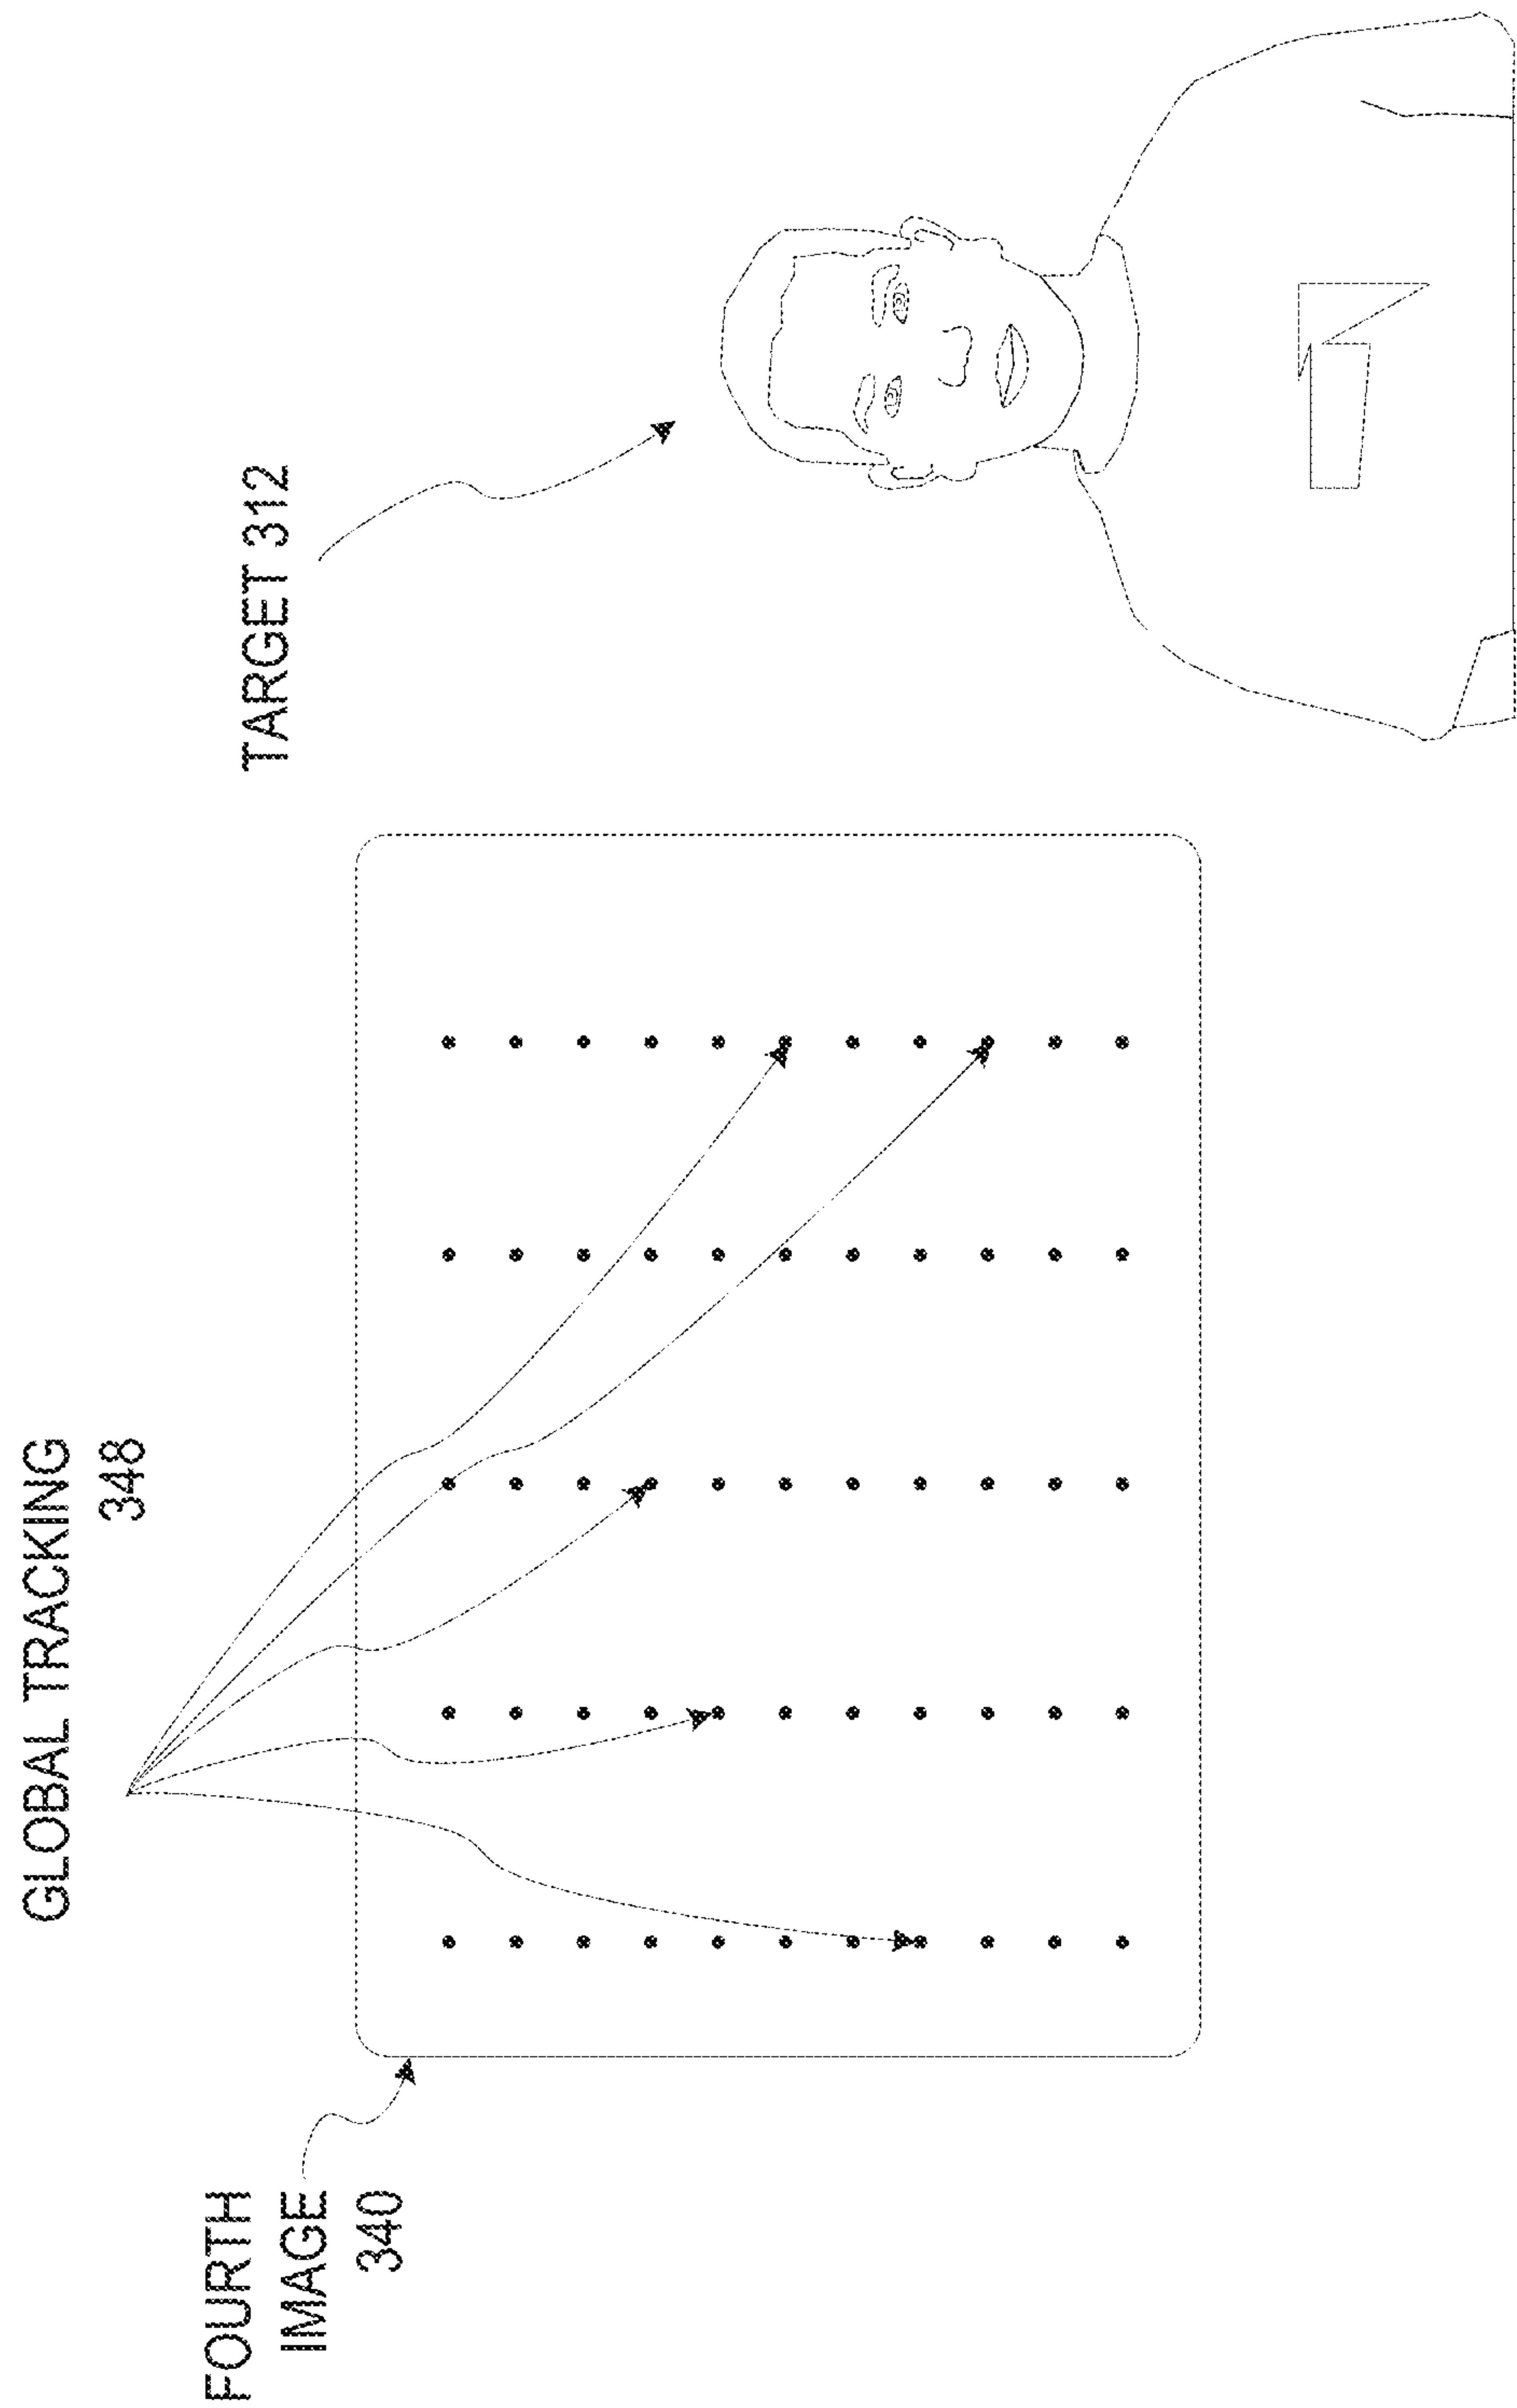 GLOBAL TRACKING
348
FOURTH
IMAGE
340
TARGET 312